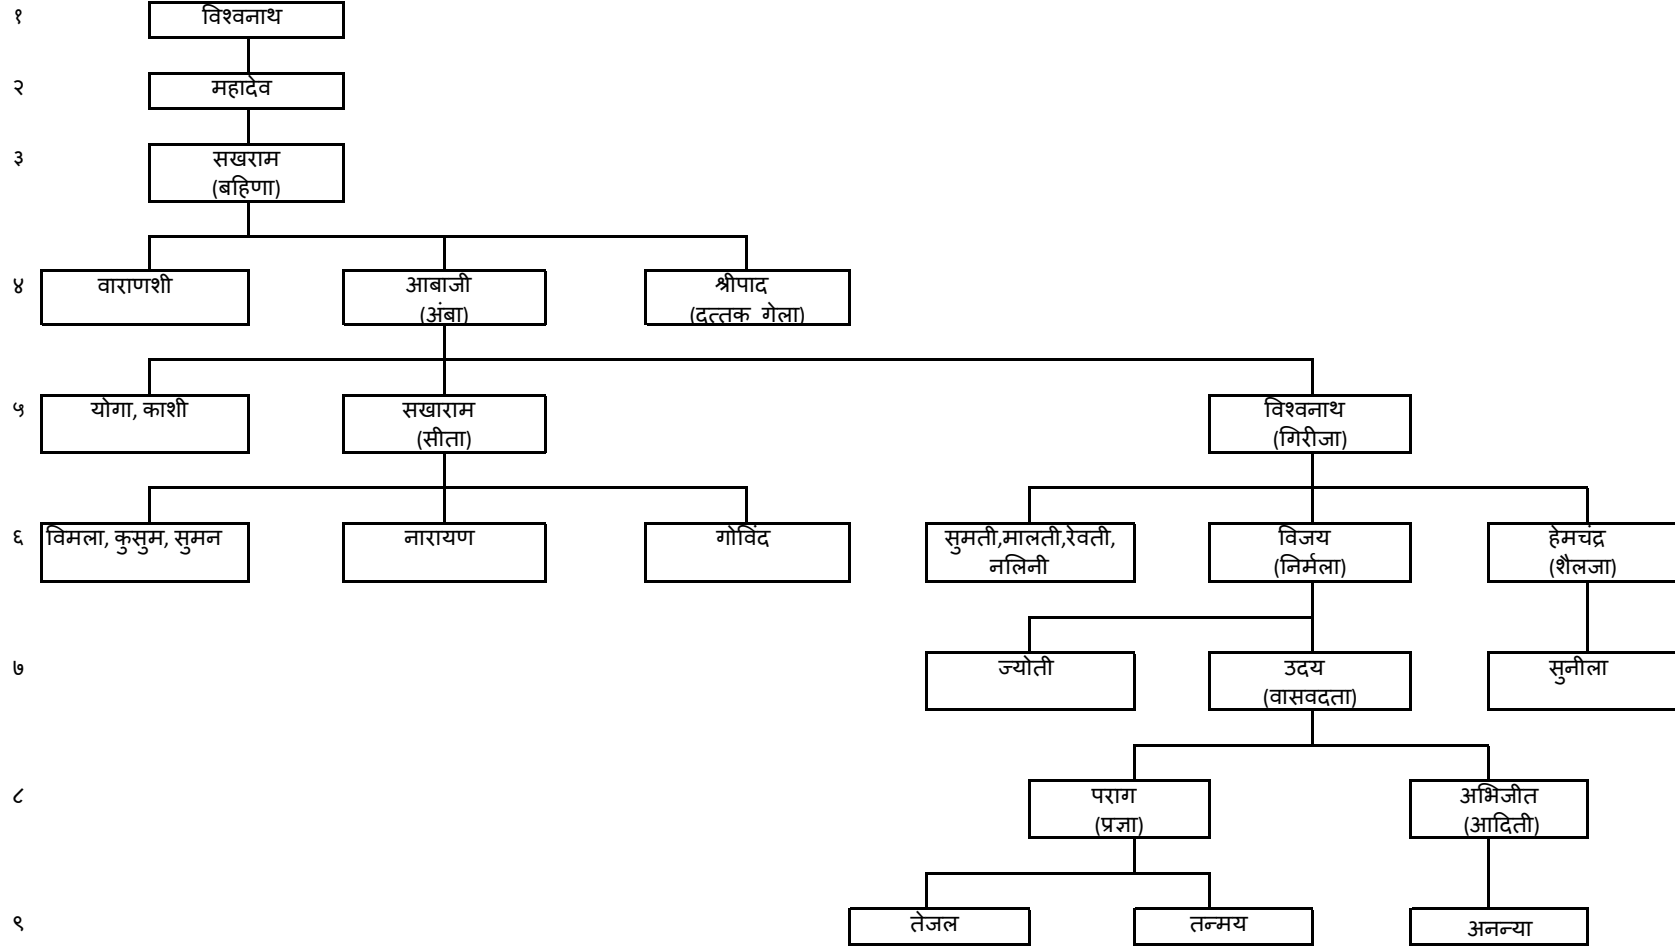 १ विश्वनाथ
२ महादेव
३ सखराम
(बहिणा)
४ वाराणशी आबाजी श्रीपाद
(अंबा) (दत्तक गेला)
५ योगा, काशी सखाराम विश्वनाथ
(सीता) (गिरीजा)
६ विमला, कुसुम, सुमन नारायण गोविंद सुमती,मालती,रेवती, विजय हेमचंद्र
नलिनी (निर्मला) (शैलजा)
७ ज्योती उदय सुनीला
(वासवदता)
८ पराग अभिजीत
(प्रज्ञा) (आदिती)
९ तेजल तन्मय अनन्या